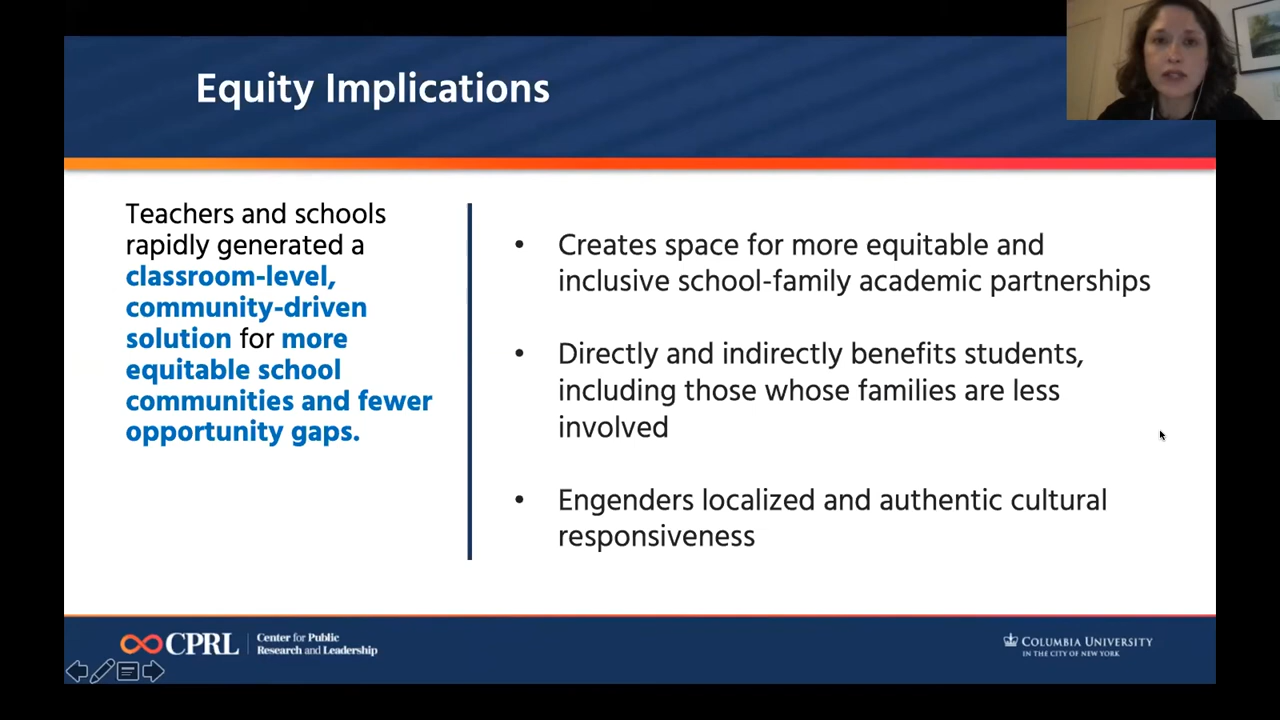 Equity Implications
Teachers and schools
rapidly generated a
classroom-level,
community-driven
solution for more
equitable school
communities and fewer
opportunity gaps.
• Creates space for more equitable and
inclusive school-family academic partnerships
• Directly and indirectly benefits students,
including those whose families are less
involved
• Engenders localized and authentic cultural
responsiveness
CPRL
Center for Public
Research and Leadership
COLUMBIA UNIVERSITY
IN THE CITY OF NEW YORK